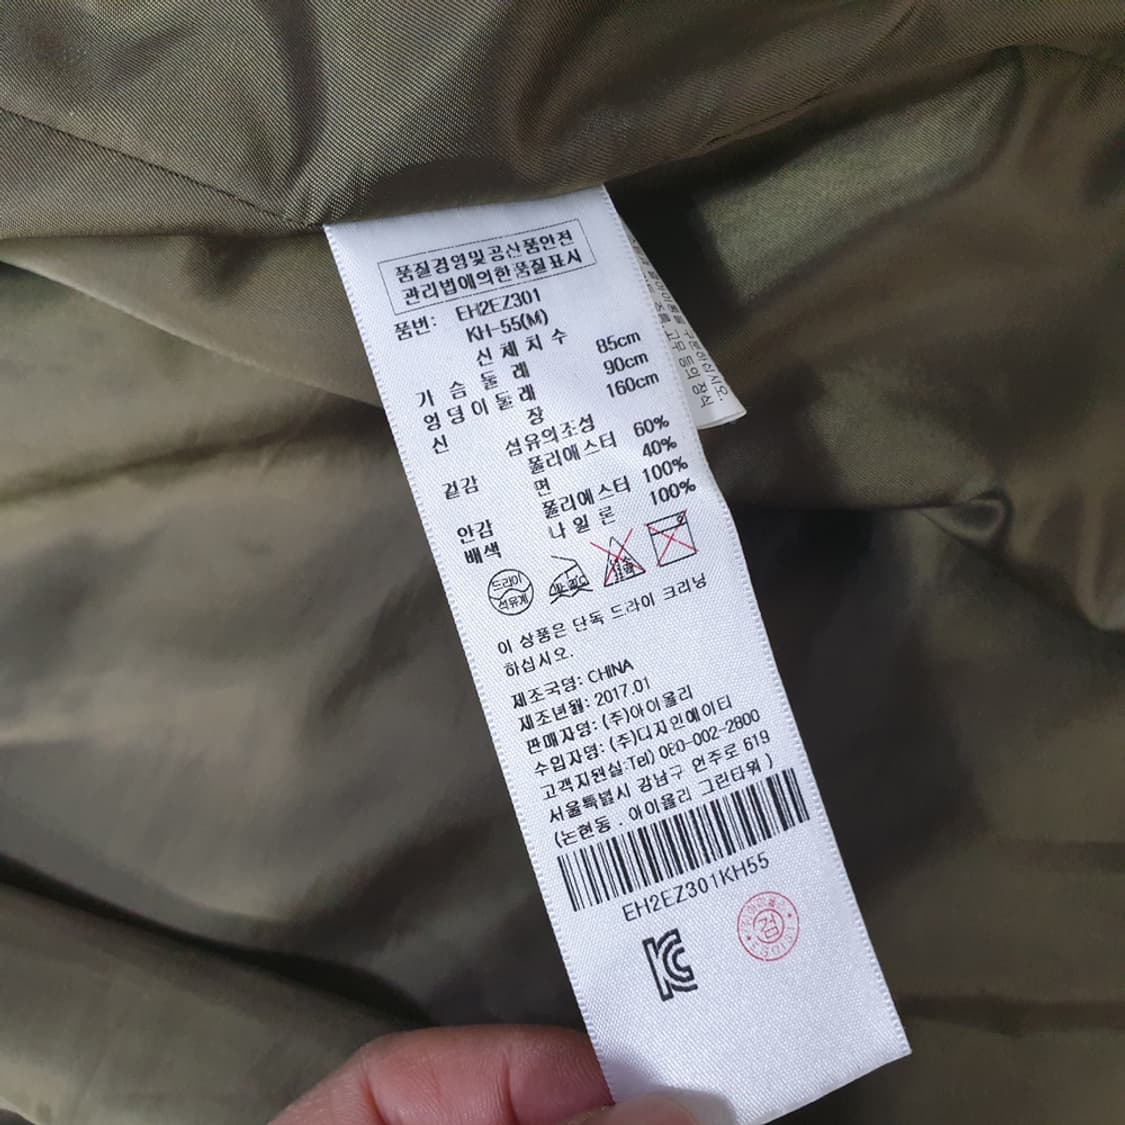 품질경영및공산품안전
관리법에의한품질표시
품번: EH2EZ301
KH-55(M)
신체치수
가슴둘레 85cm
엉덩이둘레 90cm
신장 160cm
섬유의조성
겉감 폴리에스터 60%
면 40%
안감 폴리에스터 100%
배색 나일론 100%
드라이
석유계
이 상품은 단독 드라이 크리닝
하십시오.
제조국명: CHINA
제조년월: 2017.01
판매자명: (주)아이올리
수입자명: (주)디자인에이티
고객지원실:Tel) 080-002-2800
서울특별시 강남구 언주로 619
(논현동 . 아이올리 그린타워 )
EH2EZ301KH55
KC
검